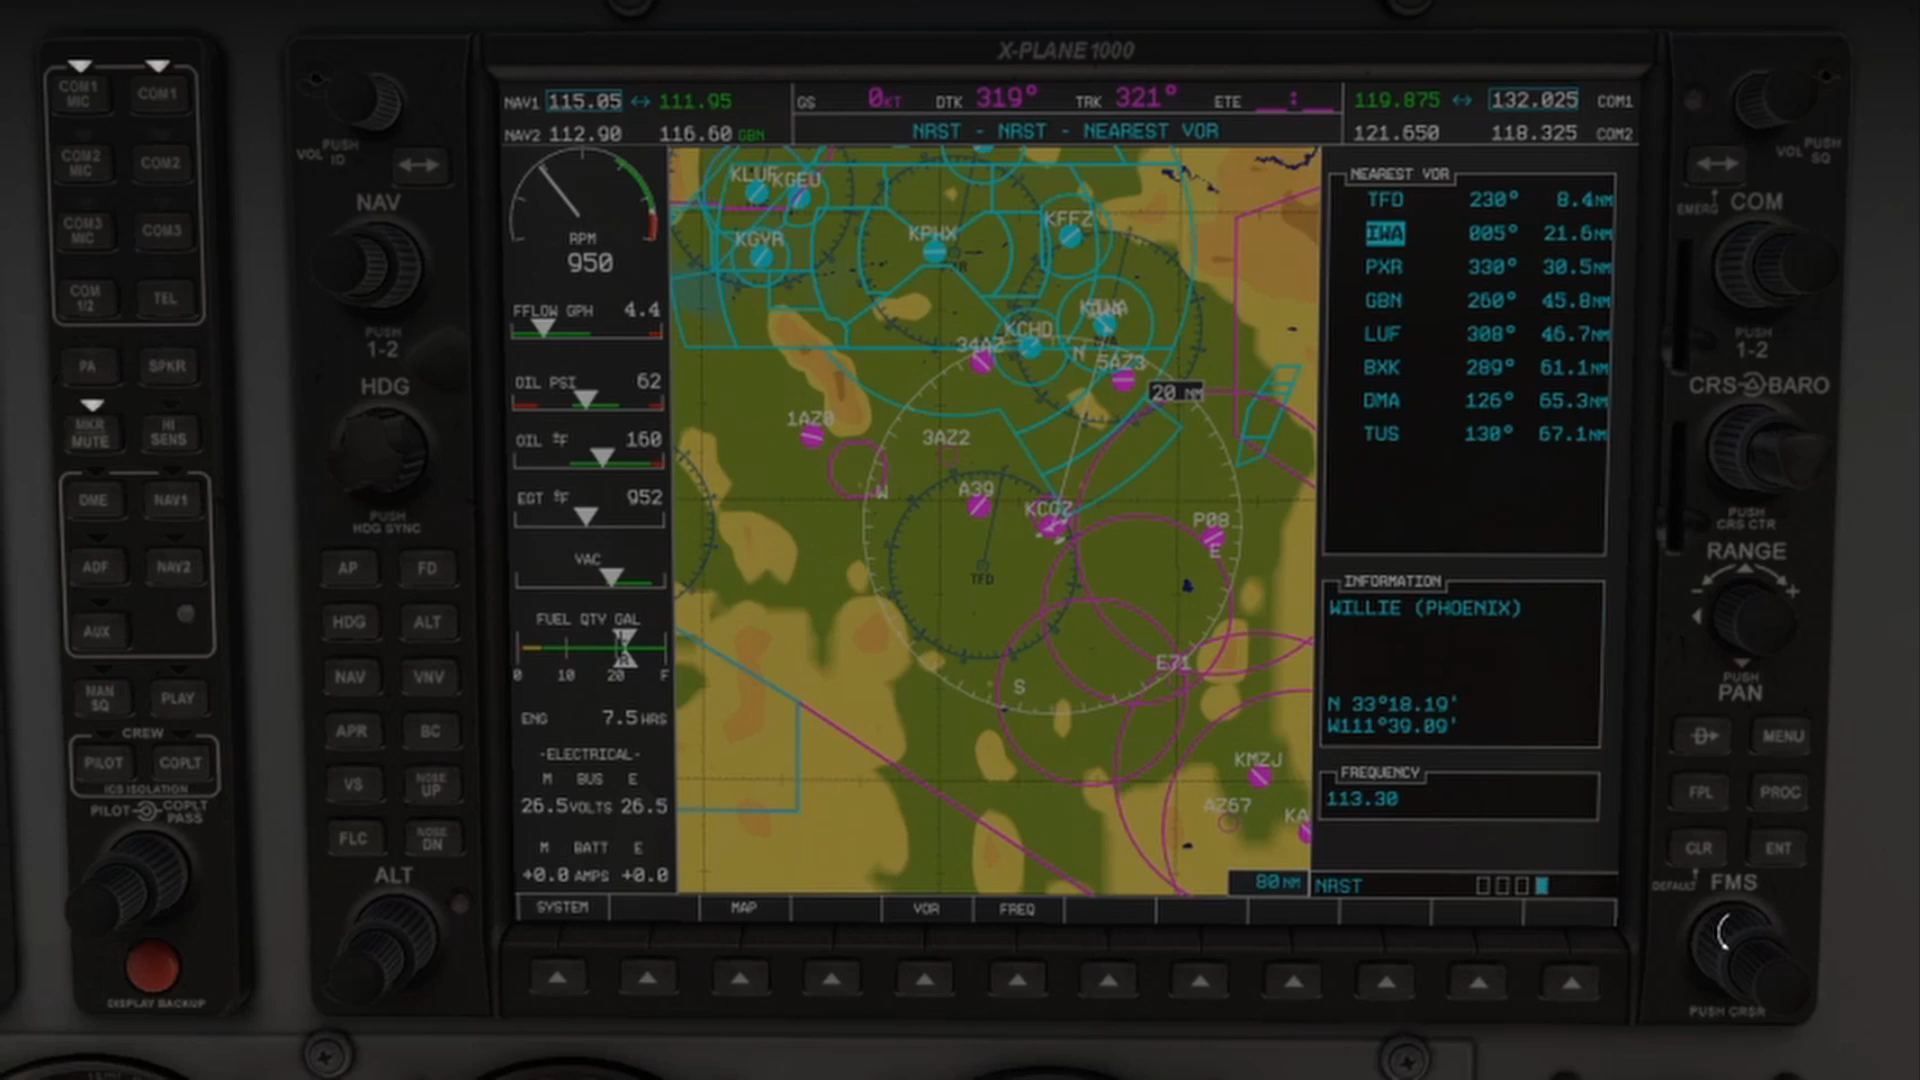 X-PLANE 1000
COM1 MIC
COM1
COM2 MIC
COM2
COM3 MIC
COM3
COM 1/2
TEL
PA
SPKR
MKR MUTE
HI SENS
DME
NAV1
ADF
NAV2
AUX
MAN SQ
PLAY
CREW
PILOT
COPLT
ICS ISOLATION
PILOT
COPLT PASS
DISPLAY BACKUP
VOL PUSH ID
NAV
PUSH 1-2
HDG
PUSH HDG SYNC
AP
FD
HDG
ALT
NAV
VNV
APR
BC
VS
NOSE UP
FLC
NOSE DN
ALT
NAV1 115.05 ↔ 111.95
NAV2 112.90 116.60 GBN
GS 0KT DTK 319° TRK 321° ETE __:__
NRST - NRST - NEAREST VOR
119.875 ↔ 132.025 COM1
121.650 118.325 COM2
RPM
950
FFLOW GPH 4.4
OIL PSI 62
OIL °F 160
EGT °F 952
VAC
FUEL QTY GAL
R
0 10 20 F
ENG 7.5 HRS
-ELECTRICAL-
M BUS E
26.5 VOLTS 26.5
M BATT E
+0.0 AMPS +0.0
KLUF
KGEU
KFFZ
KPHX
KGYR
KCHD
34AZ
N
5AZ3
20 NM
1AZ0
3AZ2
W
A39
KCGZ
P08
E
TFD
E71
S
KMZJ
AZ67
KA
80NM
NEAREST VOR
TFD 230° 8.4NM
IWA 005° 21.6NM
PXR 330° 30.5NM
GBN 260° 45.8NM
LUF 308° 46.7NM
BXK 289° 61.1NM
DMA 126° 65.3NM
TUS 130° 67.1NM
INFORMATION
WILLIE (PHOENIX)
N 33°18.19'
W111°39.09'
FREQUENCY
113.30
NRST
SYSTEM
MAP
VOR
FREQ
VOL PUSH SQ
EMERG
COM
PUSH 1-2
CRS BARO
PUSH CRS CTR
RANGE
- +
PUSH PAN
D
MENU
FPL
PROC
CLR
ENT
DEFAULT
FMS
PUSH CRSR